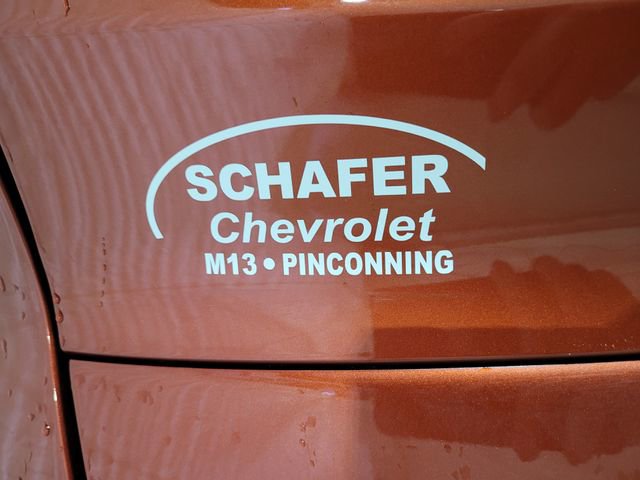 SCHAFER
Chevrolet
M13 • PINCONNING